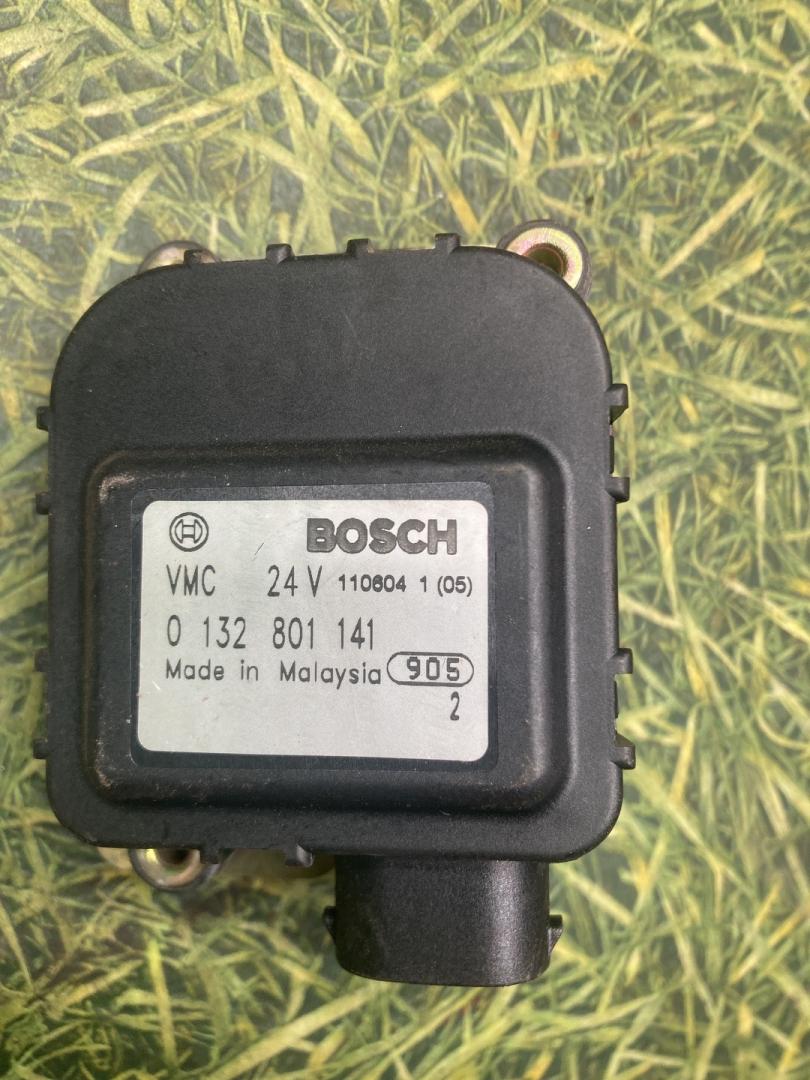 BOSCH
VMC 24 V 110604 1 (05)
0 132 801 141
Made in Malaysia 905
2